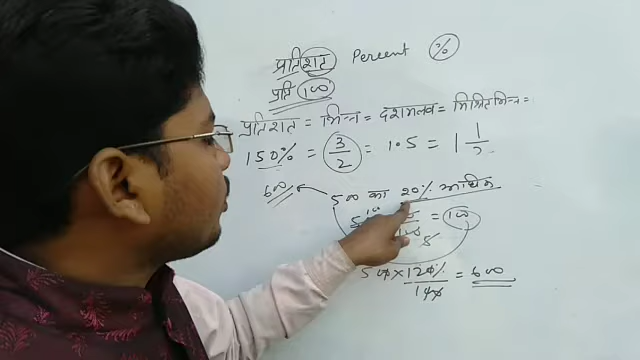 प्रतिशत Percent %
प्रति 100
प्रतिशत = भिन्न = दशमलव = मिश्रित भिन्न =
150% = 3/2 = 1.5 = 1 1/2
600 500 का 20% अधिक
= 100
500 × 120% / 100 = 600